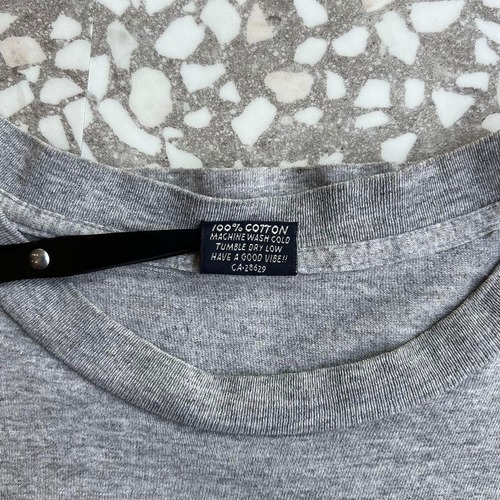 100% COTTON
MACHINE WASH COLD
TUMBLE DRY LOW
HAVE A GOOD VIBE!!
CA-28629